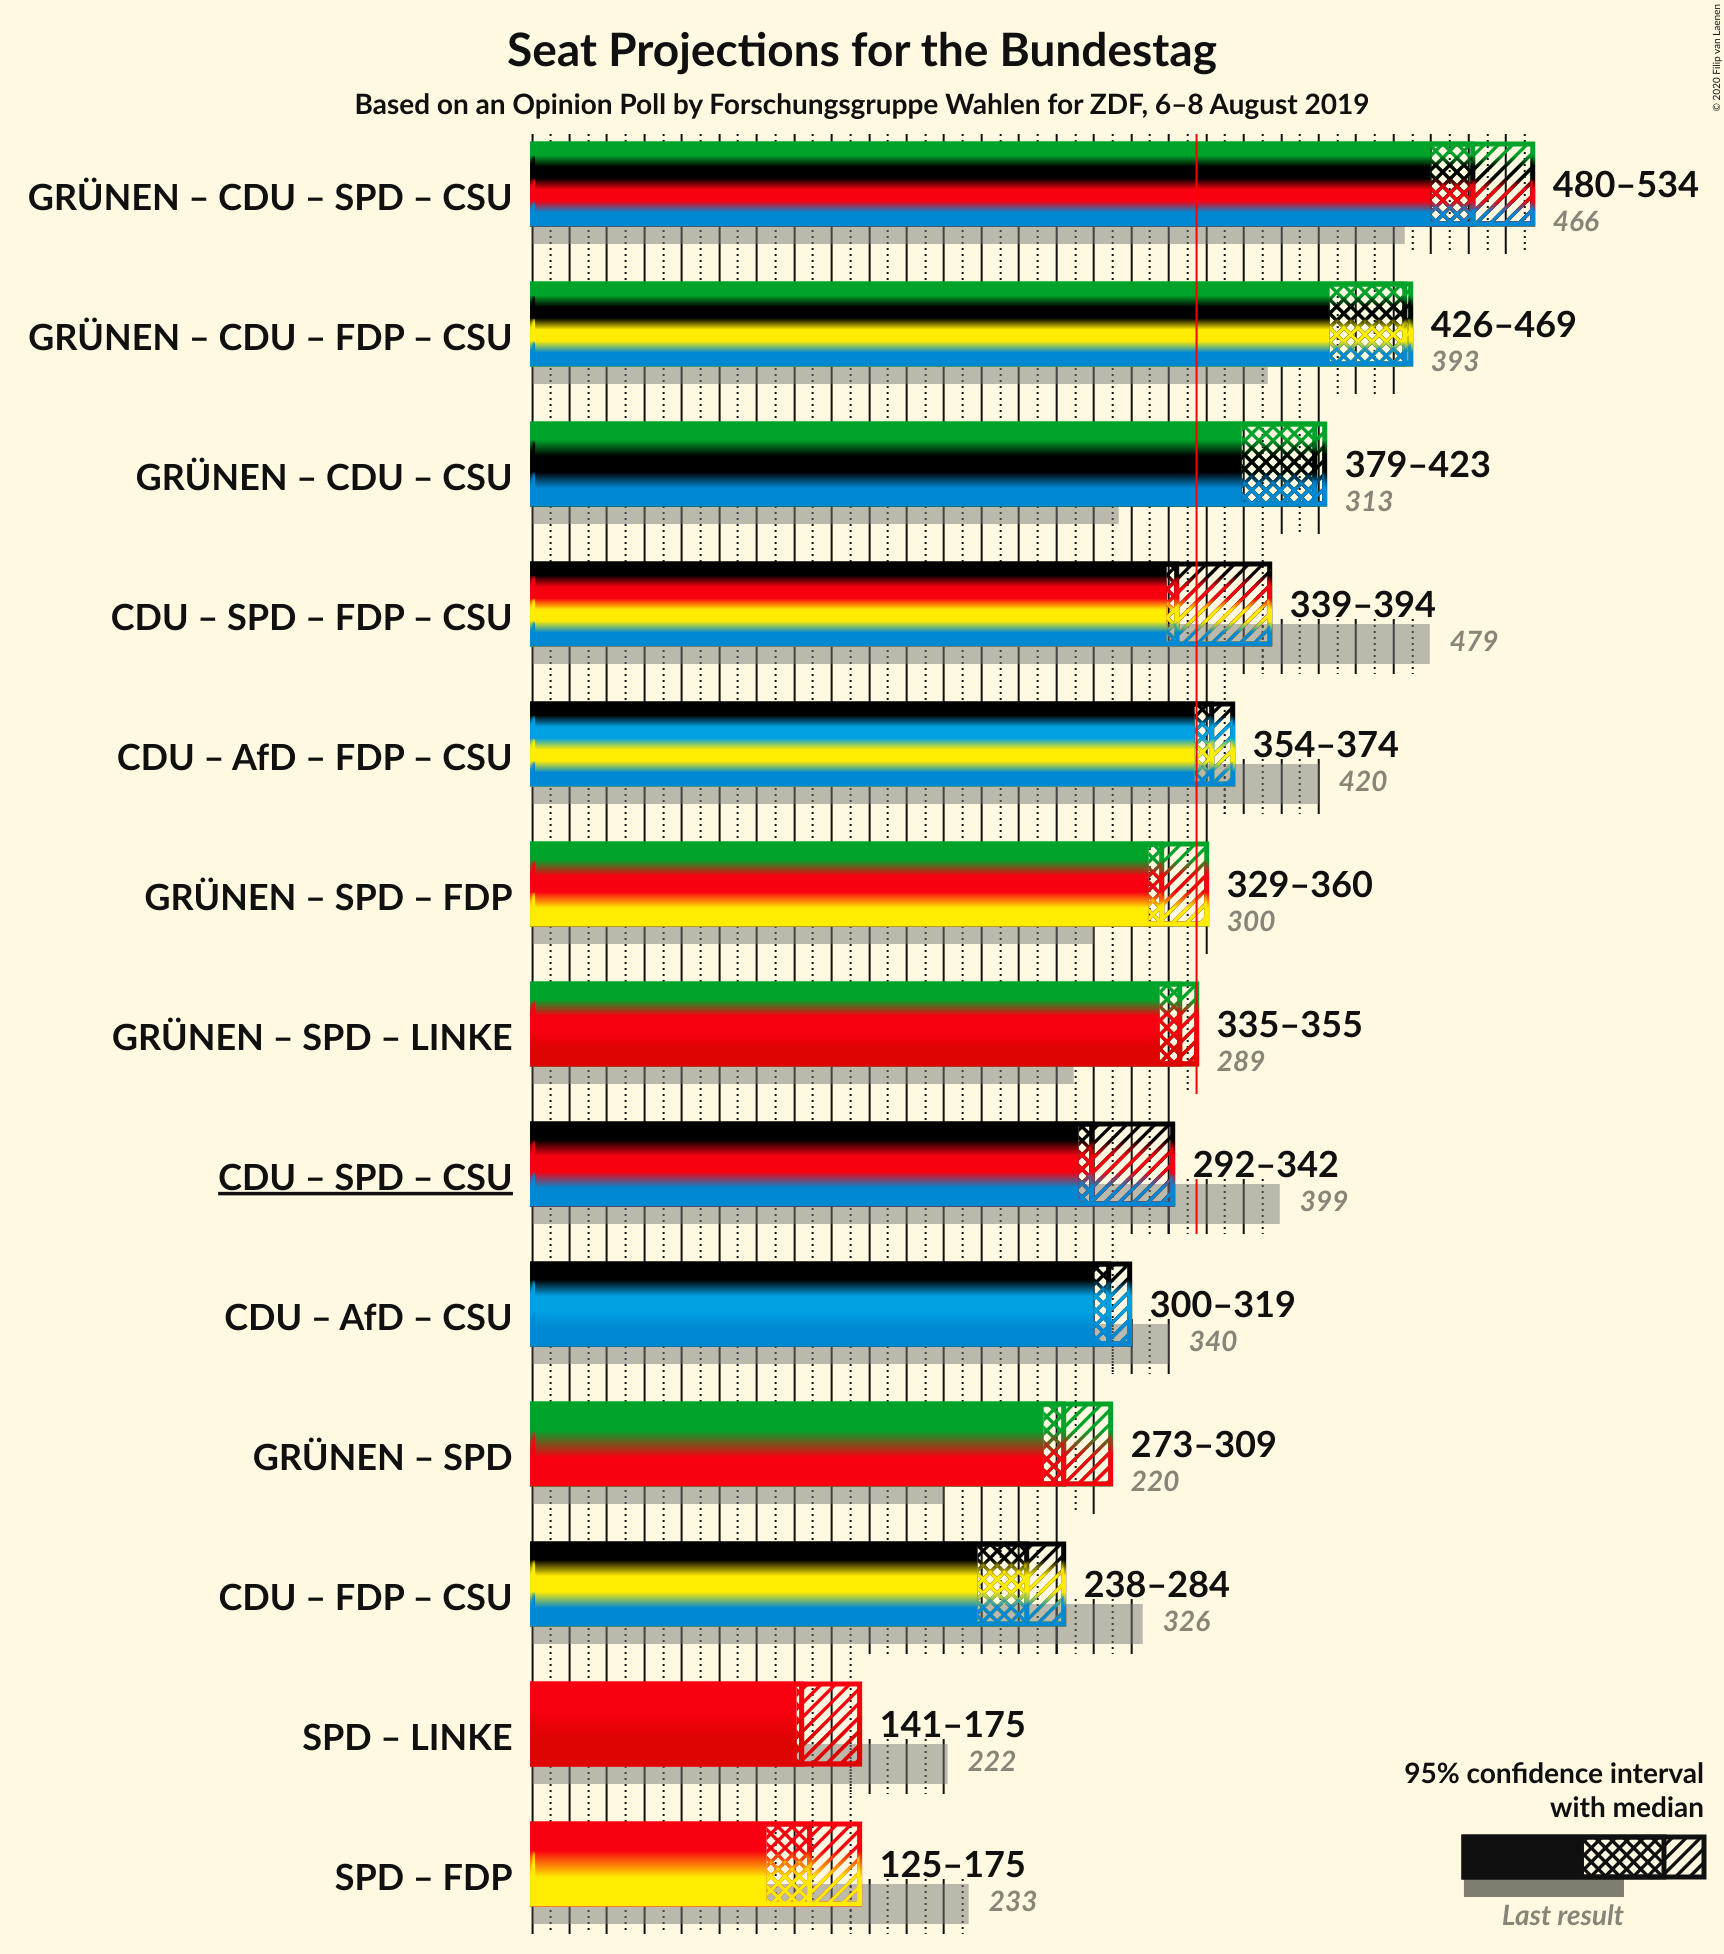 Seat Projections for the Bundestag
Based on an Opinion Poll by Forschungsgruppe Wahlen for ZDF, 6–8 August 2019
© 2020 Filip van Laenen
GRÜNEN – CDU – SPD – CSU
480–534
466
GRÜNEN – CDU – FDP – CSU
426–469
393
GRÜNEN – CDU – CSU
379–423
313
CDU – SPD – FDP – CSU
339–394
479
CDU – AfD – FDP – CSU
354–374
420
GRÜNEN – SPD – FDP
329–360
300
GRÜNEN – SPD – LINKE
335–355
289
CDU – SPD – CSU
292–342
399
CDU – AfD – CSU
300–319
340
GRÜNEN – SPD
273–309
220
CDU – FDP – CSU
238–284
326
SPD – LINKE
141–175
222
SPD – FDP
125–175
233
95% confidence interval
with median
Last result